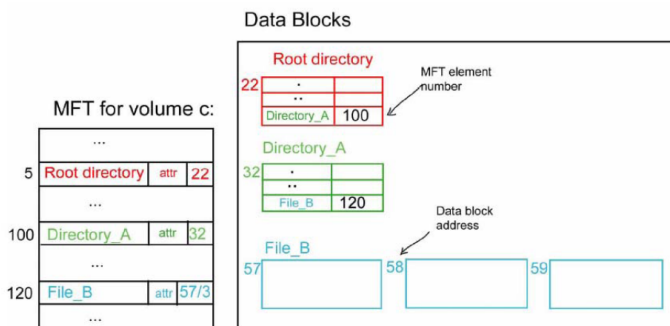 Data Blocks
MFT for volume c:
...
5 Root directory attr 22
...
100 Directory_A attr 32
...
120 File_B attr 57/3
...
Root directory
22 .
..
Directory_A 100
MFT element
number
Directory_A
32 .
..
File_B 120
Data block
address
File_B
57 58 59